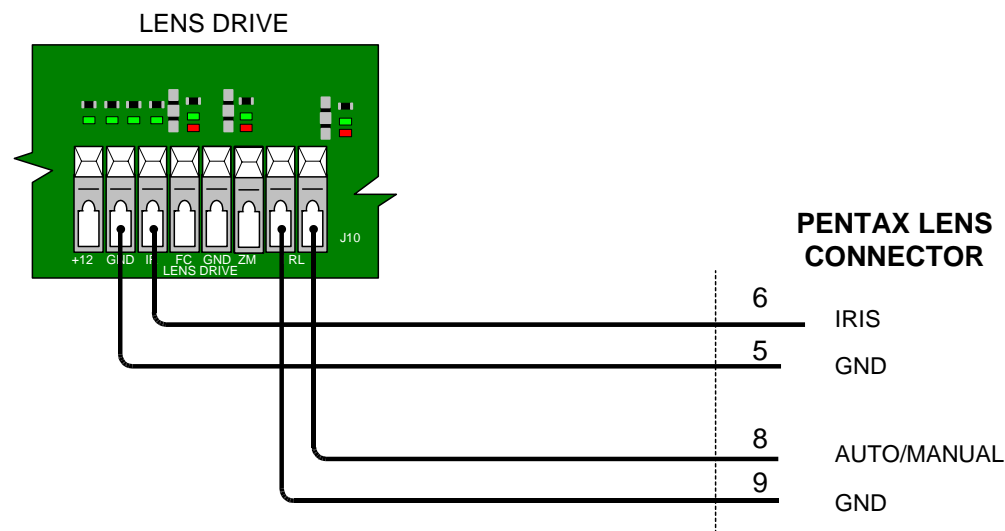 LENS DRIVE
J10
+12 GND IR FC GND ZM RL
LENS DRIVE
PENTAX LENS
CONNECTOR
6 IRIS
5 GND
8 AUTO/MANUAL
9 GND